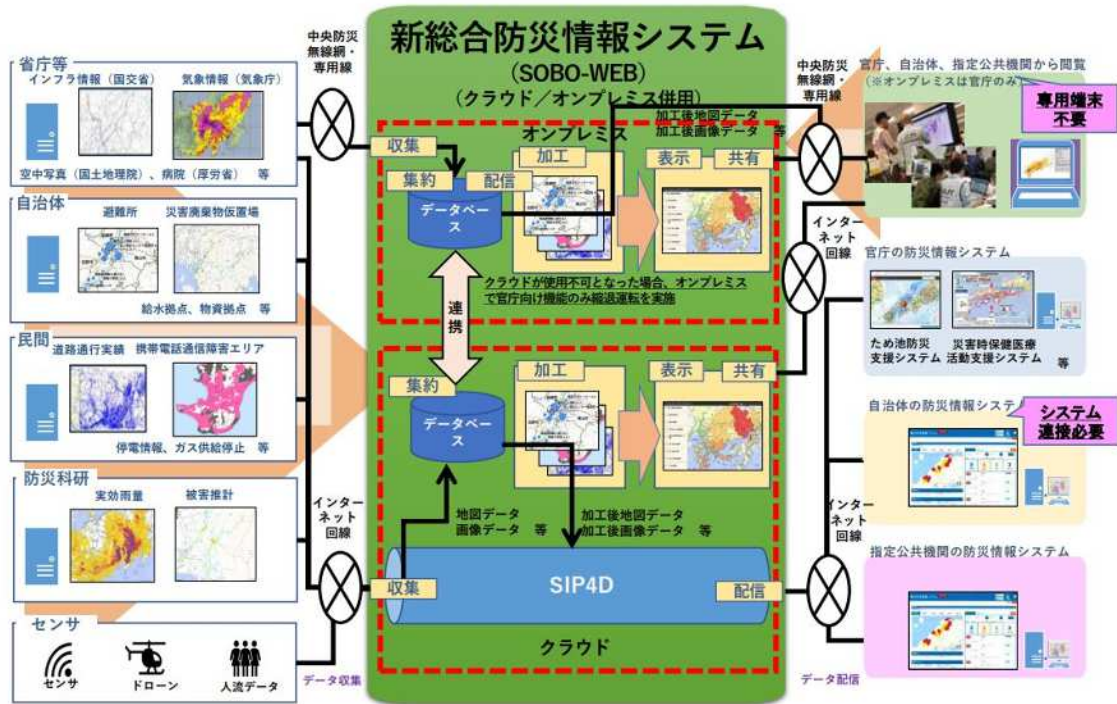 新総合防災情報システム
(SOBO-WEB)
(クラウド／オンプレミス併用)
中央防災
無線網・
専用線
省庁等
インフラ情報（国交省）
気象情報（気象庁）
空中写真（国土地理院）、病院（厚労省）　等
自治体
避難所
災害廃棄物仮置場
給水拠点、物資拠点　等
民間
道路通行実績
携帯電話通信障害エリア
停電情報、ガス供給停止　等
防災科研
実効雨量
被害推計
センサ
センサ
ドローン
人流データ
インター
ネット
回線
データ収集
オンプレミス
加工後地図データ
加工後画像データ　等
収集
集約
配信
加工
表示
共有
データベー
ス
クラウドが使用不可となった場合、オンプレミス
で官庁向け機能のみ縮退運転を実施
連携
集約
加工
表示
共有
データベー
ス
地図データ
画像データ　等
加工後地図データ
加工後画像データ　等
収集
SIP4D
配信
クラウド
中央防災
無線網・
専用線
官庁、自治体、指定公共機関から閲覧
(※オンプレミスは官庁のみ)
専用端末
不要
インター
ネット
回線
官庁の防災情報システム
ため池防災
支援システム
災害時保健医療
活動支援システム
等
自治体の防災情報システム
システム
連接必要
インター
ネット
回線
指定公共機関の防災情報システム
データ配信